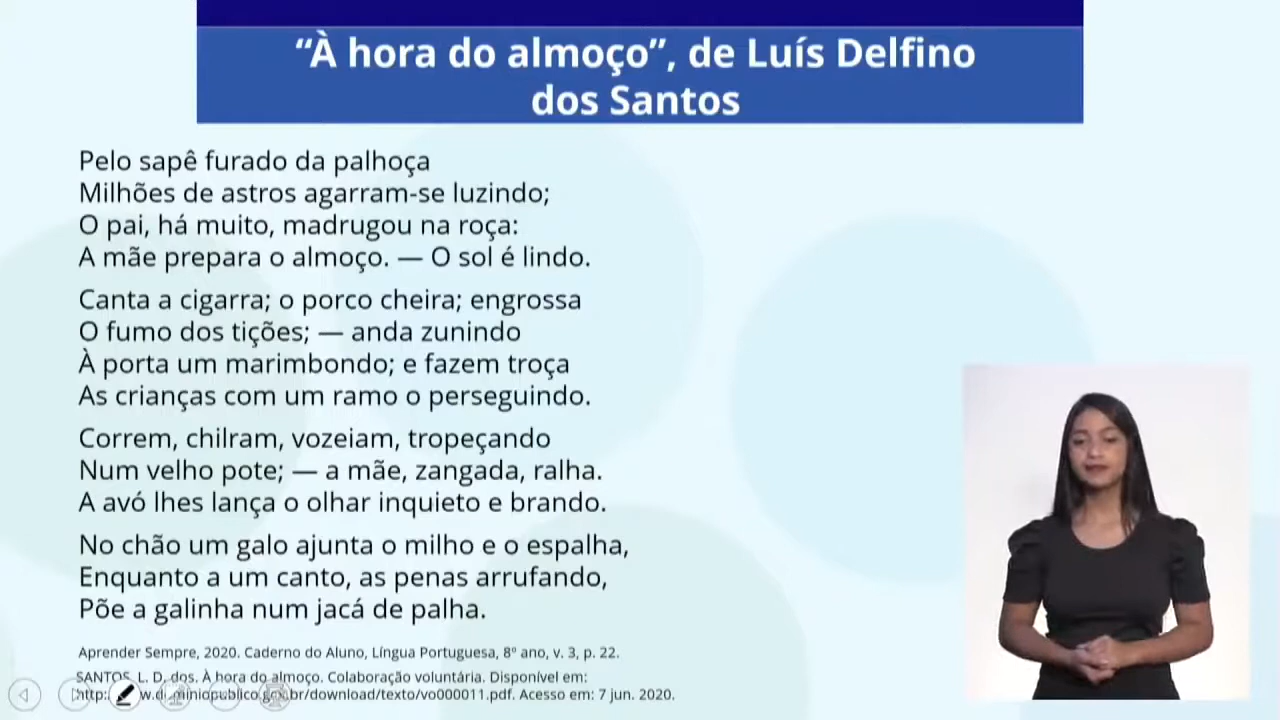 “À hora do almoço”, de Luís Delfino
dos Santos
Pelo sapê furado da palhoça
Milhões de astros agarram-se luzindo;
O pai, há muito, madrugou na roça:
A mãe prepara o almoço. — O sol é lindo.
Canta a cigarra; o porco cheira; engrossa
O fumo dos tições; — anda zunindo
À porta um marimbondo; e fazem troça
As crianças com um ramo o perseguindo.
Correm, chilram, vozeiam, tropeçando
Num velho pote; — a mãe, zangada, ralha.
A avó lhes lança o olhar inquieto e brando.
No chão um galo ajunta o milho e o espalha,
Enquanto a um canto, as penas arrufando,
Põe a galinha num jacá de palha.
Aprender Sempre, 2020. Caderno do Aluno, Língua Portuguesa, 8º ano, v. 3, p. 22.
SANTOS, L. D. dos. À hora do almoço. Colaboração voluntária. Disponível em:
/download/texto/vo000011.pdf. Acesso em: 7 jun. 2020.